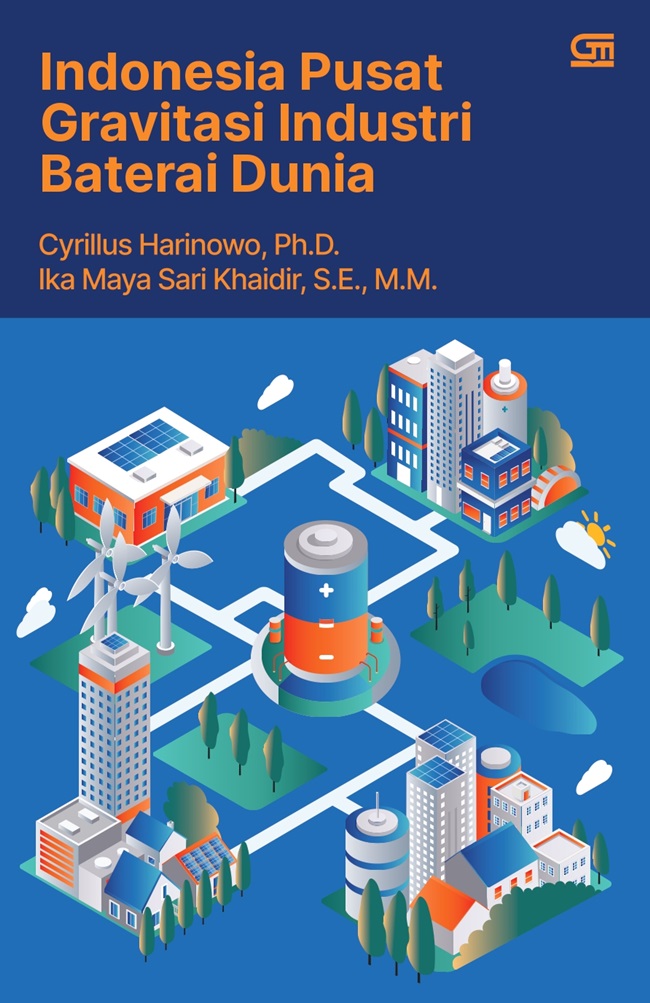 Indonesia Pusat
Gravitasi Industri
Baterai Dunia
Cyrillus Harinowo, Ph.D.
Ika Maya Sari Khaidir, S.E., M.M.